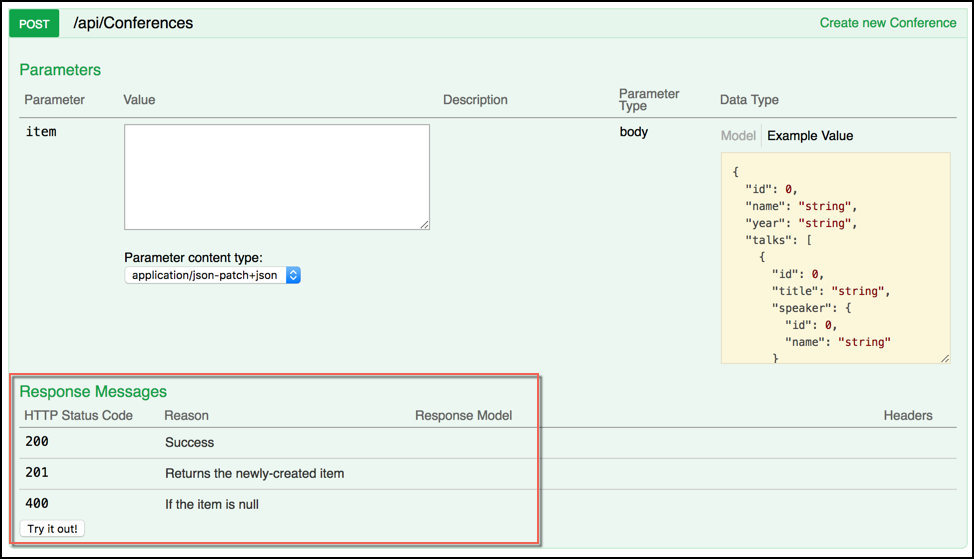 POST /api/Conferences Create new Conference
Parameters
Parameter Value Description Parameter Type Data Type
item body Model Example Value
{
"id": 0,
"name": "string",
"year": "string",
"talks": [
{
"id": 0,
"title": "string",
"speaker": {
"id": 0,
"name": "string"
}
Parameter content type:
application/json-patch+json
Response Messages
HTTP Status Code Reason Response Model Headers
200 Success
201 Returns the newly-created item
400 If the item is null
Try it out!